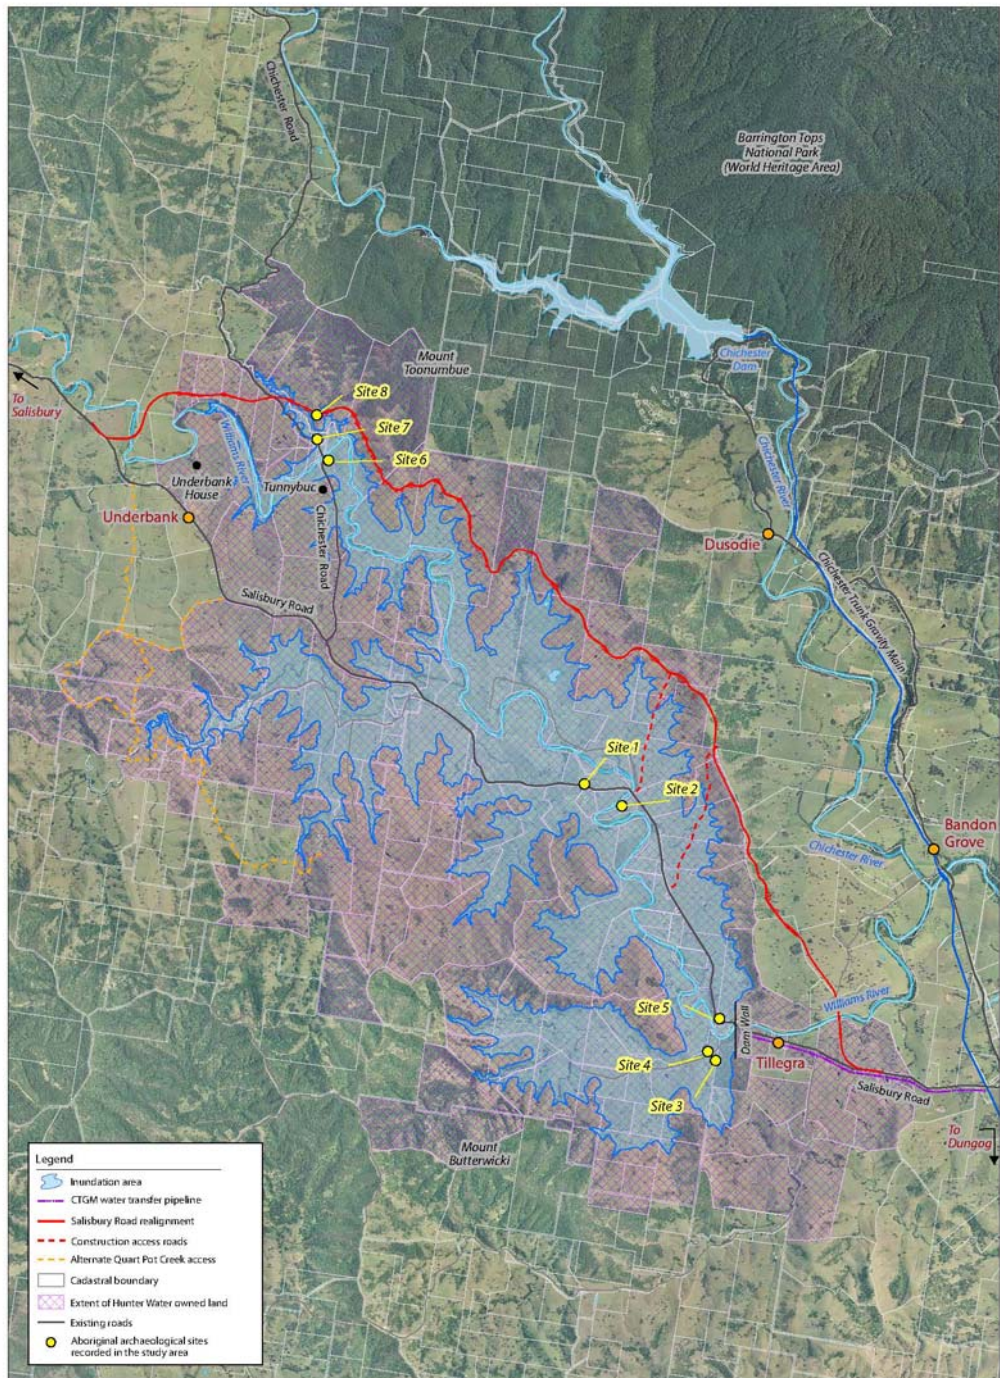 Chichester Road
Barrington Tops
National Park
(World Heritage Area)
Mount
Toonumbue
Chichester
Dam
To
Salisbury
Site 8
Site 7
Williams River
Site 6
Underbank
House
Tunnybuc
Chichester River
Underbank
Chichester Road
Dusodie
Salisbury Road
Chichester Trunk Gravity Main
Site 1
Site 2
Bandon
Grove
Chichester River
Williams River
Site 5
Dam Wall
Tillegra
Site 4
Salisbury Road
Site 3
To
Dungog
Mount
Butterwicki
Legend
Inundation area
CTGM water transfer pipeline
Salisbury Road realignment
Construction access roads
Alternate Quart Pot Creek access
Cadastral boundary
Extent of Hunter Water owned land
Existing roads
Aboriginal archaeological sites
recorded in the study area